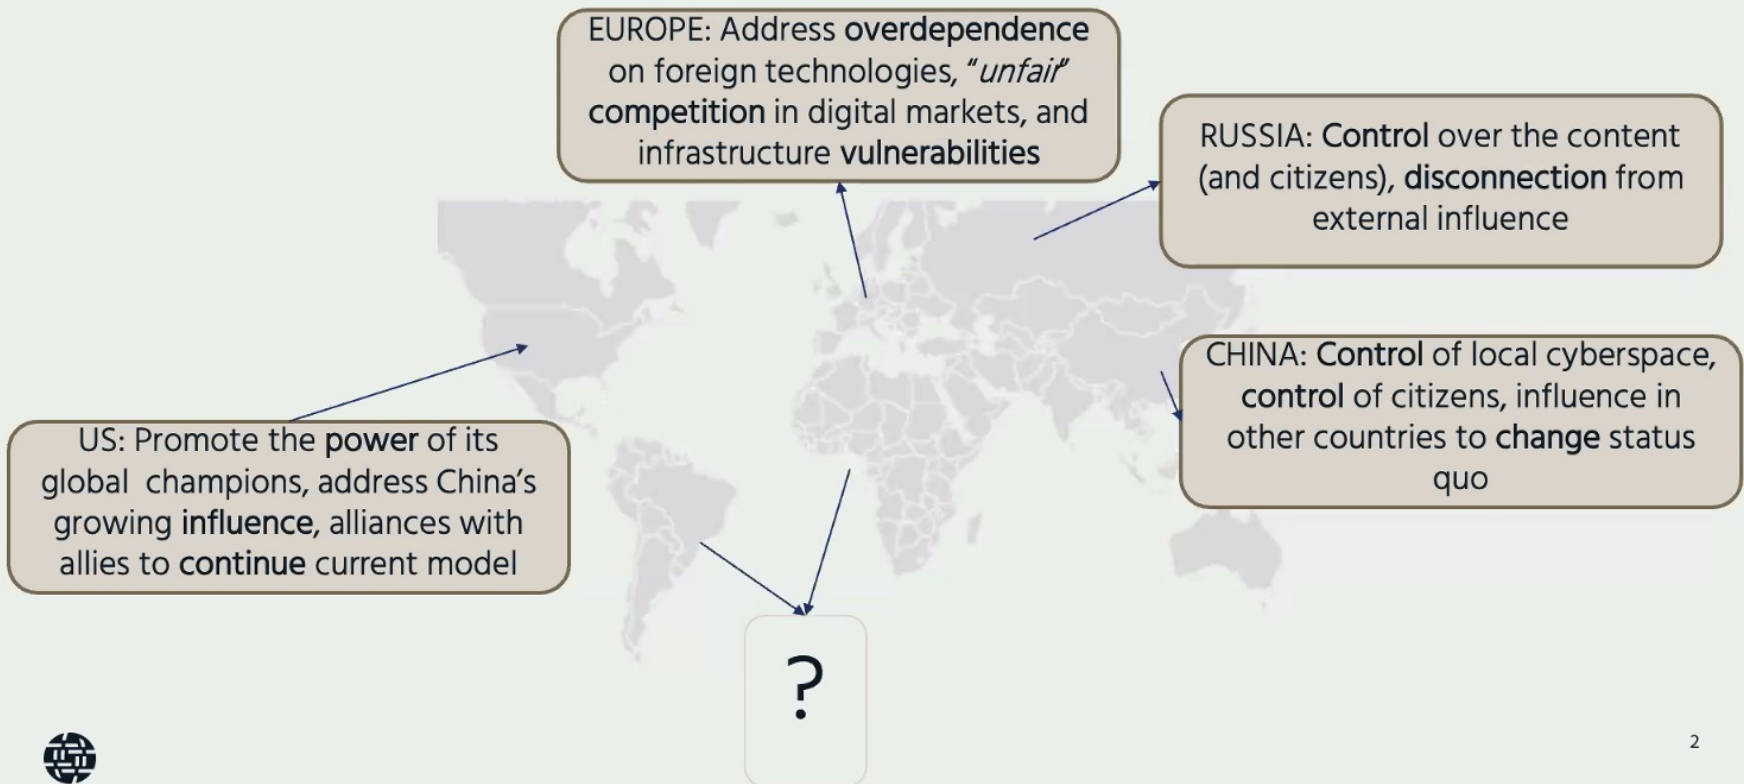 EUROPE: Address overdependence
on foreign technologies, “unfair”
competition in digital markets, and
infrastructure vulnerabilities
RUSSIA: Control over the content
(and citizens), disconnection from
external influence
CHINA: Control of local cyberspace,
control of citizens, influence in
other countries to change status
quo
US: Promote the power of its
global champions, address China’s
growing influence, alliances with
allies to continue current model
?
2